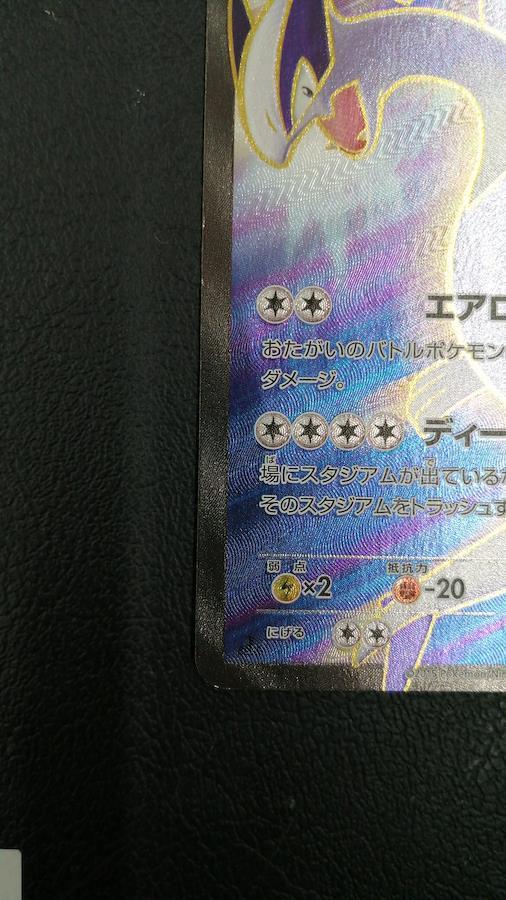 エアロ
おたがいのバトルポケモン
ダメージ。
ディー
場にスタジアムが出ている
そのスタジアムをトラッシュす
弱点 抵抗力
×2 -20
にげる